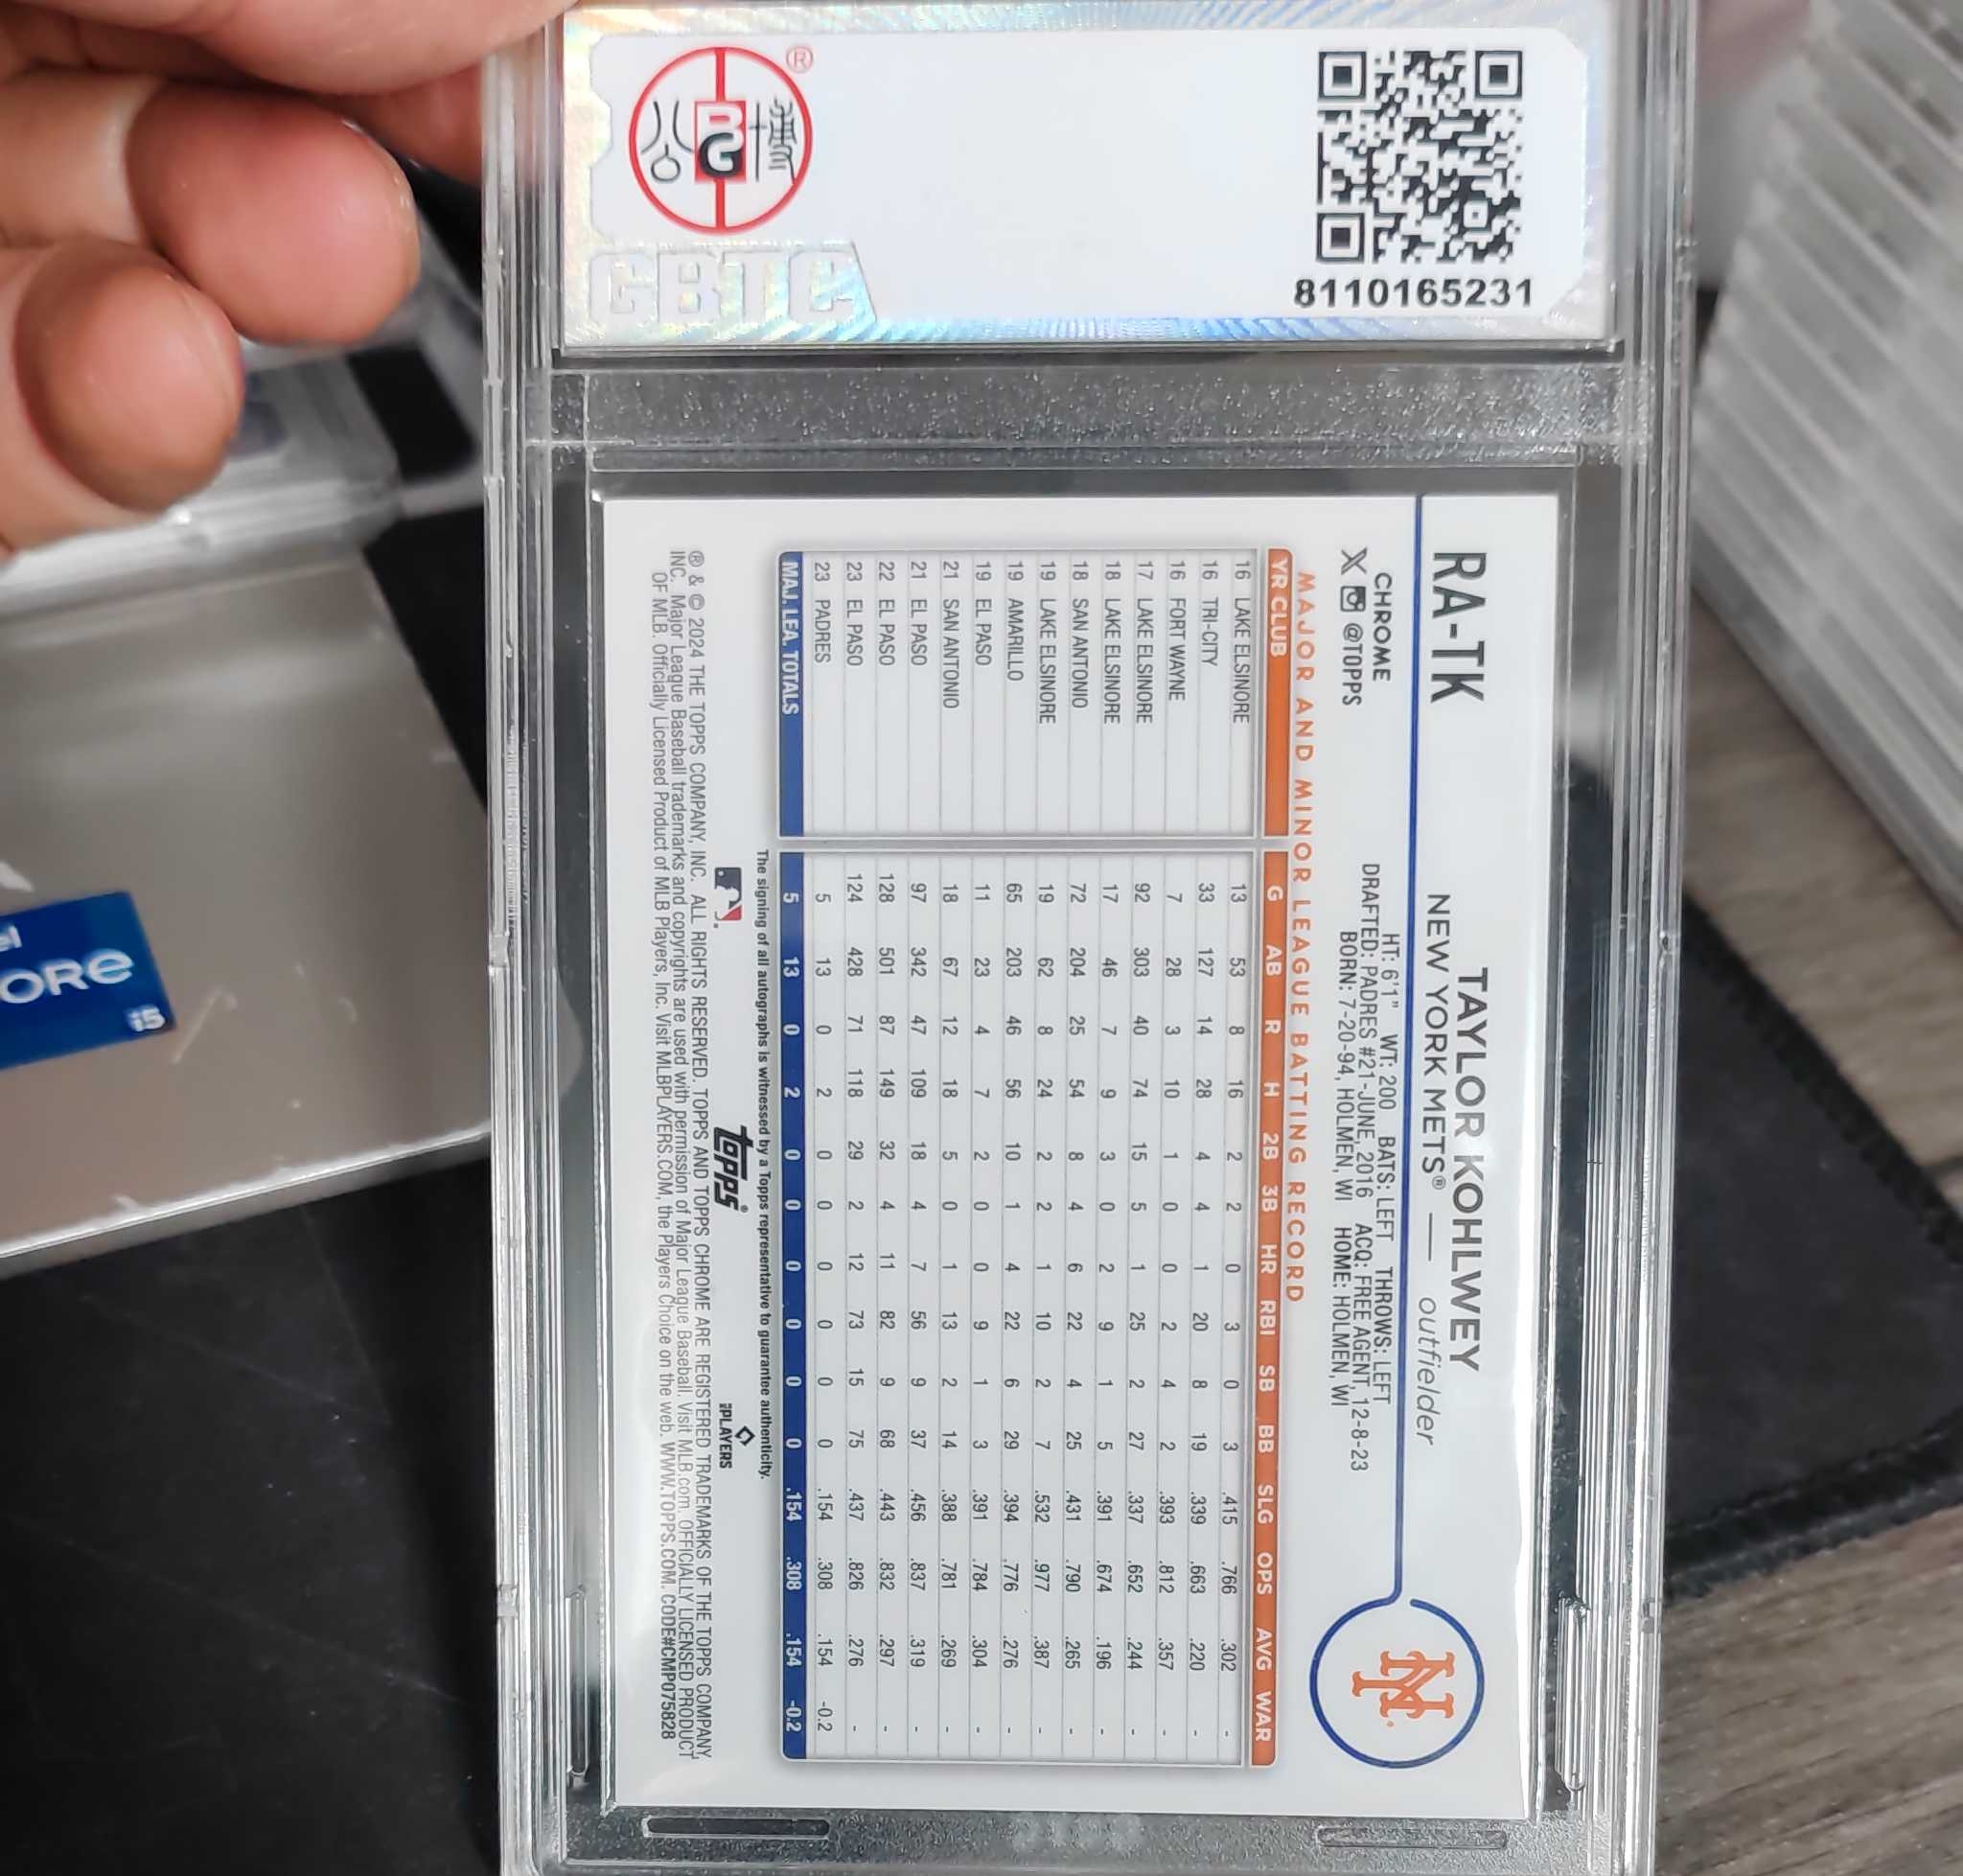 8110165231
®
GBTC
RA-TK
TAYLOR KOHLWEY
NEW YORK METS® — outfielder
CHROME
@TOPPS
HT: 6'1" WT: 200 BATS: LEFT THROWS: LEFT
DRAFTED: PADRES #21-JUNE, 2016 ACQ: FREE AGENT, 12-8-23
BORN: 7-20-94, HOLMEN, WI HOME: HOLMEN, WI
MAJOR AND MINOR LEAGUE BATTING RECORD
YR CLUB G AB R H 2B 3B HR RBI SB BB SLG OPS AVG WAR
16 LAKE ELSINORE 13 53 8 16 2 2 0 3 0 3 .415 .766 .302 -
16 TRI-CITY 33 127 14 28 4 4 1 20 8 19 .339 .663 .220 -
16 FORT WAYNE 7 28 3 10 1 0 0 2 4 2 .393 .812 .357 -
17 LAKE ELSINORE 92 303 40 74 15 5 1 25 2 27 .337 .652 .244 -
18 LAKE ELSINORE 17 46 7 9 3 0 2 9 1 5 .391 .674 .196 -
18 SAN ANTONIO 72 204 25 54 8 4 6 22 4 25 .431 .790 .265 -
19 LAKE ELSINORE 19 62 8 24 2 2 1 10 2 7 .532 .977 .387 -
19 AMARILLO 65 203 46 56 10 1 4 22 6 29 .394 .776 .276 -
19 EL PASO 11 23 4 7 2 0 0 9 1 3 .391 .784 .304 -
21 SAN ANTONIO 18 67 12 18 5 0 1 13 2 14 .388 .781 .269 -
21 EL PASO 97 342 47 109 18 4 7 56 9 37 .456 .837 .319 -
22 EL PASO 128 501 87 149 32 4 11 82 9 68 .443 .832 .297 -
23 EL PASO 124 428 71 118 29 2 12 73 15 75 .437 .826 .276 -
23 PADRES 5 13 0 2 0 0 0 0 0 0 .154 .308 .154 -0.2
MAJ. LEA. TOTALS 5 13 0 2 0 0 0 0 0 0 .154 .308 .154 -0.2
The signing of all autographs is witnessed by a Topps representative to guarantee authenticity.
topps®
PLAYERS
® & © 2024 THE TOPPS COMPANY, INC. ALL RIGHTS RESERVED. TOPPS AND TOPPS CHROME ARE REGISTERED TRADEMARKS OF THE TOPPS COMPANY,
INC. Major League Baseball trademarks and copyrights are used with permission of Major League Baseball. Visit MLB.com. OFFICIALLY LICENSED PRODUCT
OF MLB. Officially Licensed Product of MLB Players, Inc. Visit MLBPLAYERS.COM, the Players Choice on the web. WWW.TOPPS.COM. CODE#CMP075828
ORe
i5